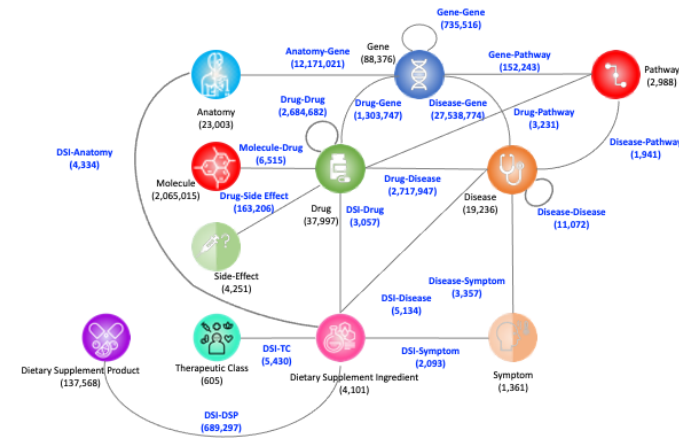 Gene-Gene
(735,516)
Gene
(88,376)
Anatomy-Gene
(12,171,021)
Gene-Pathway
(152,243)
Pathway
(2,988)
Anatomy
(23,003)
Drug-Drug
(2,684,682)
Drug-Gene
(1,303,747)
Disease-Gene
(27,538,774)
Drug-Pathway
(3,231)
Disease-Pathway
(1,941)
DSI-Anatomy
(4,334)
Molecule-Drug
(6,515)
Molecule
(2,065,015)
Drug-Disease
(2,717,947)
Drug-Side Effect
(163,206)
Drug
(37,997)
DSI-Drug
(3,057)
Disease
(19,236)
Disease-Disease
(11,072)
?
Side-Effect
(4,251)
DSI-Disease
(5,134)
Disease-Symptom
(3,357)
Dietary Supplement Product
(137,568)
Therapeutic Class
(605)
DSI-TC
(5,430)
Dietary Supplement Ingredient
(4,101)
DSI-Symptom
(2,093)
Symptom
(1,361)
DSI-DSP
(689,297)